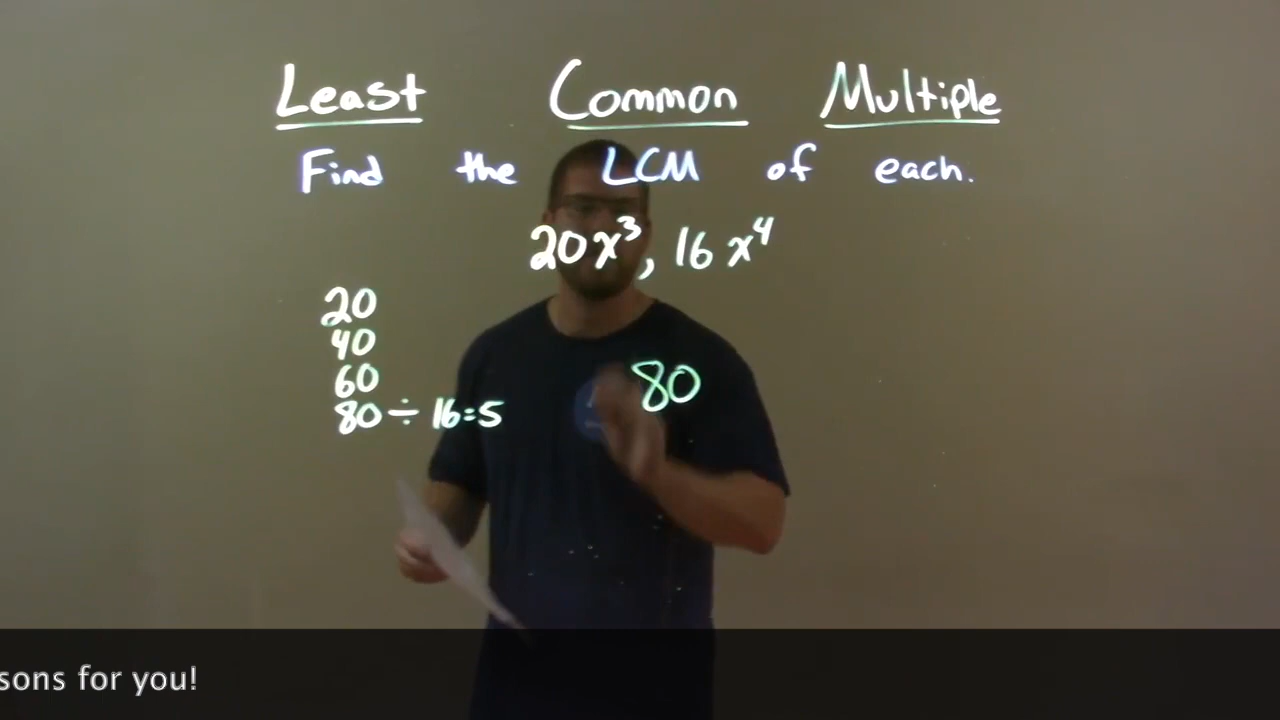 Least Common Multiple
Find the LCM of each.
20x³, 16x⁴
20
40
60
80 ÷ 16=5
80
sons for you!